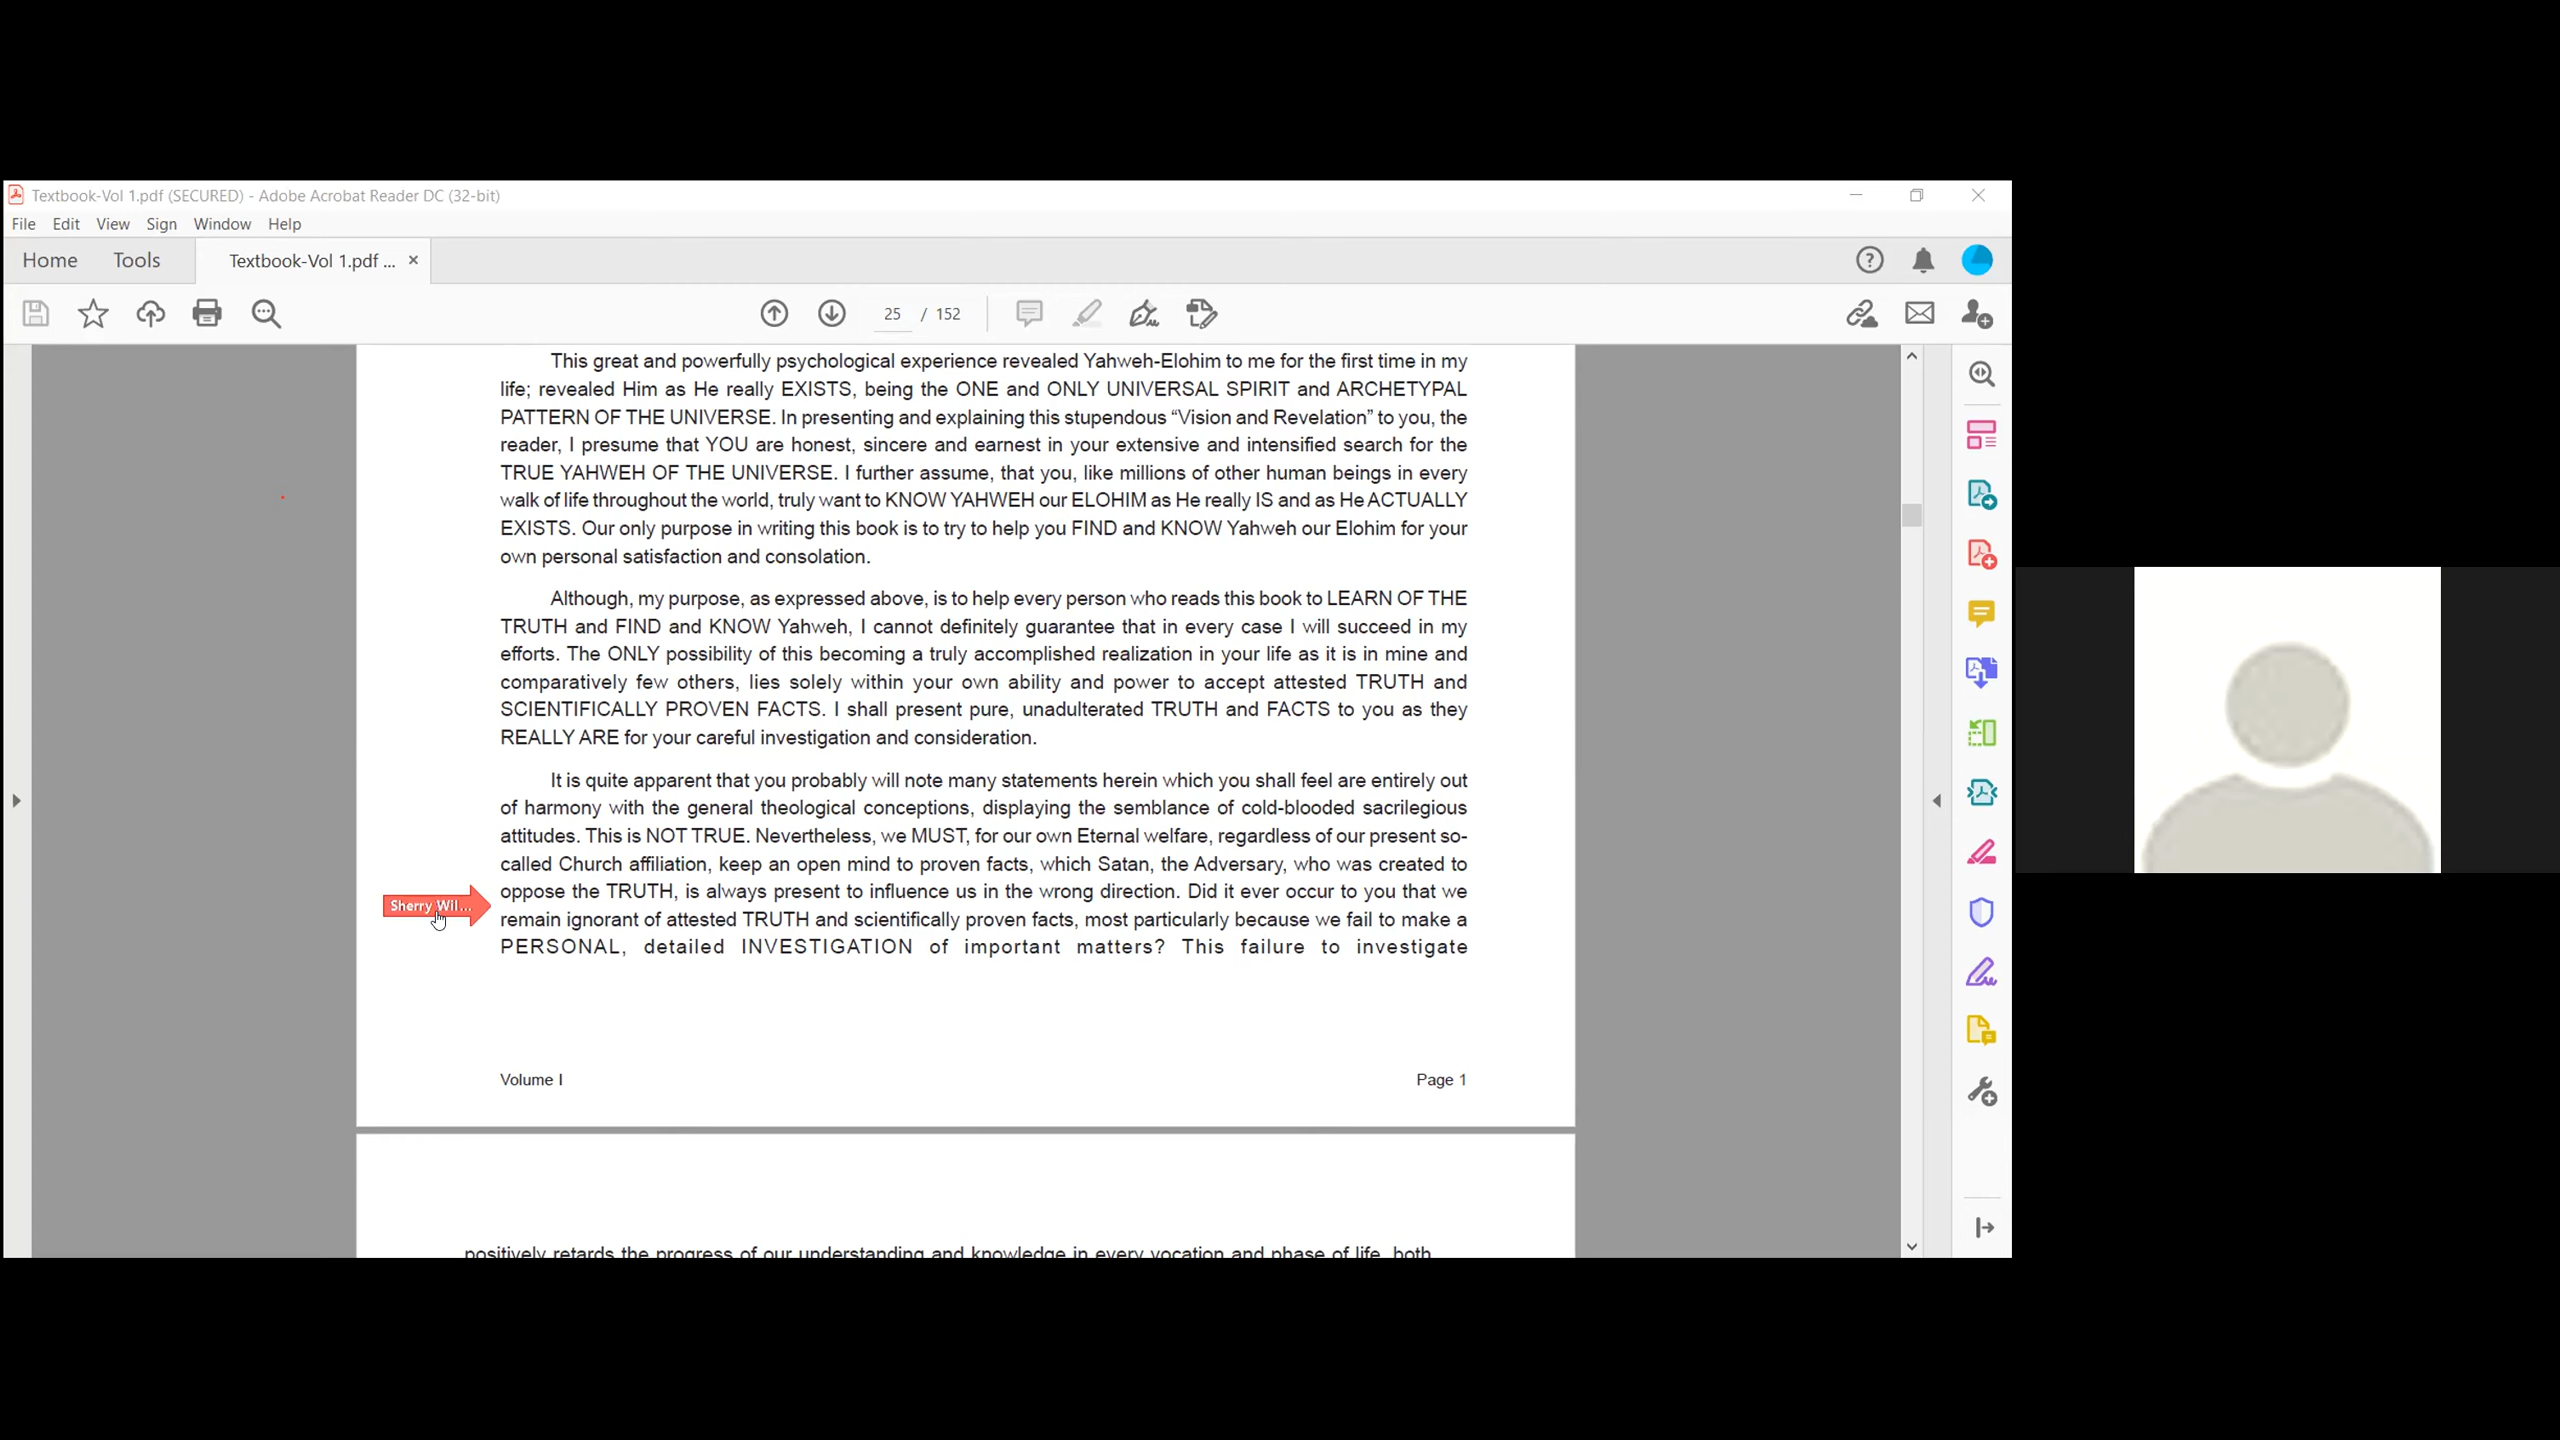 Textbook-Vol 1.pdf (SECURED) - Adobe Acrobat Reader DC (32-bit)
File Edit View Sign Window Help
Home Tools Textbook-Vol 1.pdf ... ×
25 / 152
This great and powerfully psychological experience revealed Yahweh-Elohim to me for the first time in my
life; revealed Him as He really EXISTS, being the ONE and ONLY UNIVERSAL SPIRIT and ARCHETYPAL
PATTERN OF THE UNIVERSE. In presenting and explaining this stupendous “Vision and Revelation” to you, the
reader, I presume that YOU are honest, sincere and earnest in your extensive and intensified search for the
TRUE YAHWEH OF THE UNIVERSE. I further assume, that you, like millions of other human beings in every
walk of life throughout the world, truly want to KNOW YAHWEH our ELOHIM as He really IS and as He ACTUALLY
EXISTS. Our only purpose in writing this book is to try to help you FIND and KNOW Yahweh our Elohim for your
own personal satisfaction and consolation.
Although, my purpose, as expressed above, is to help every person who reads this book to LEARN OF THE
TRUTH and FIND and KNOW Yahweh, I cannot definitely guarantee that in every case I will succeed in my
efforts. The ONLY possibility of this becoming a truly accomplished realization in your life as it is in mine and
comparatively few others, lies solely within your own ability and power to accept attested TRUTH and
SCIENTIFICALLY PROVEN FACTS. I shall present pure, unadulterated TRUTH and FACTS to you as they
REALLY ARE for your careful investigation and consideration.
It is quite apparent that you probably will note many statements herein which you shall feel are entirely out
of harmony with the general theological conceptions, displaying the semblance of cold-blooded sacrilegious
attitudes. This is NOT TRUE. Nevertheless, we MUST, for our own Eternal welfare, regardless of our present so-
called Church affiliation, keep an open mind to proven facts, which Satan, the Adversary, who was created to
oppose the TRUTH, is always present to influence us in the wrong direction. Did it ever occur to you that we
Sherry Wil...
remain ignorant of attested TRUTH and scientifically proven facts, most particularly because we fail to make a
PERSONAL, detailed INVESTIGATION of important matters? This failure to investigate
Volume I Page 1
positively retards the progress of our understanding and knowledge in every vocation and phase of life, both